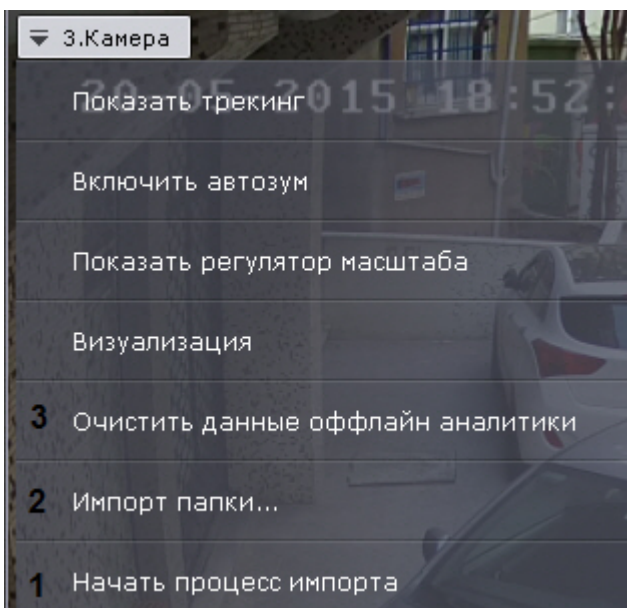 3.Камера
20-05-2015 18:52:
Показать трекинг
Включить автозум
Показать регулятор масштаба
Визуализация
3 Очистить данные оффлайн аналитики
2 Импорт папки...
1 Начать процесс импорта